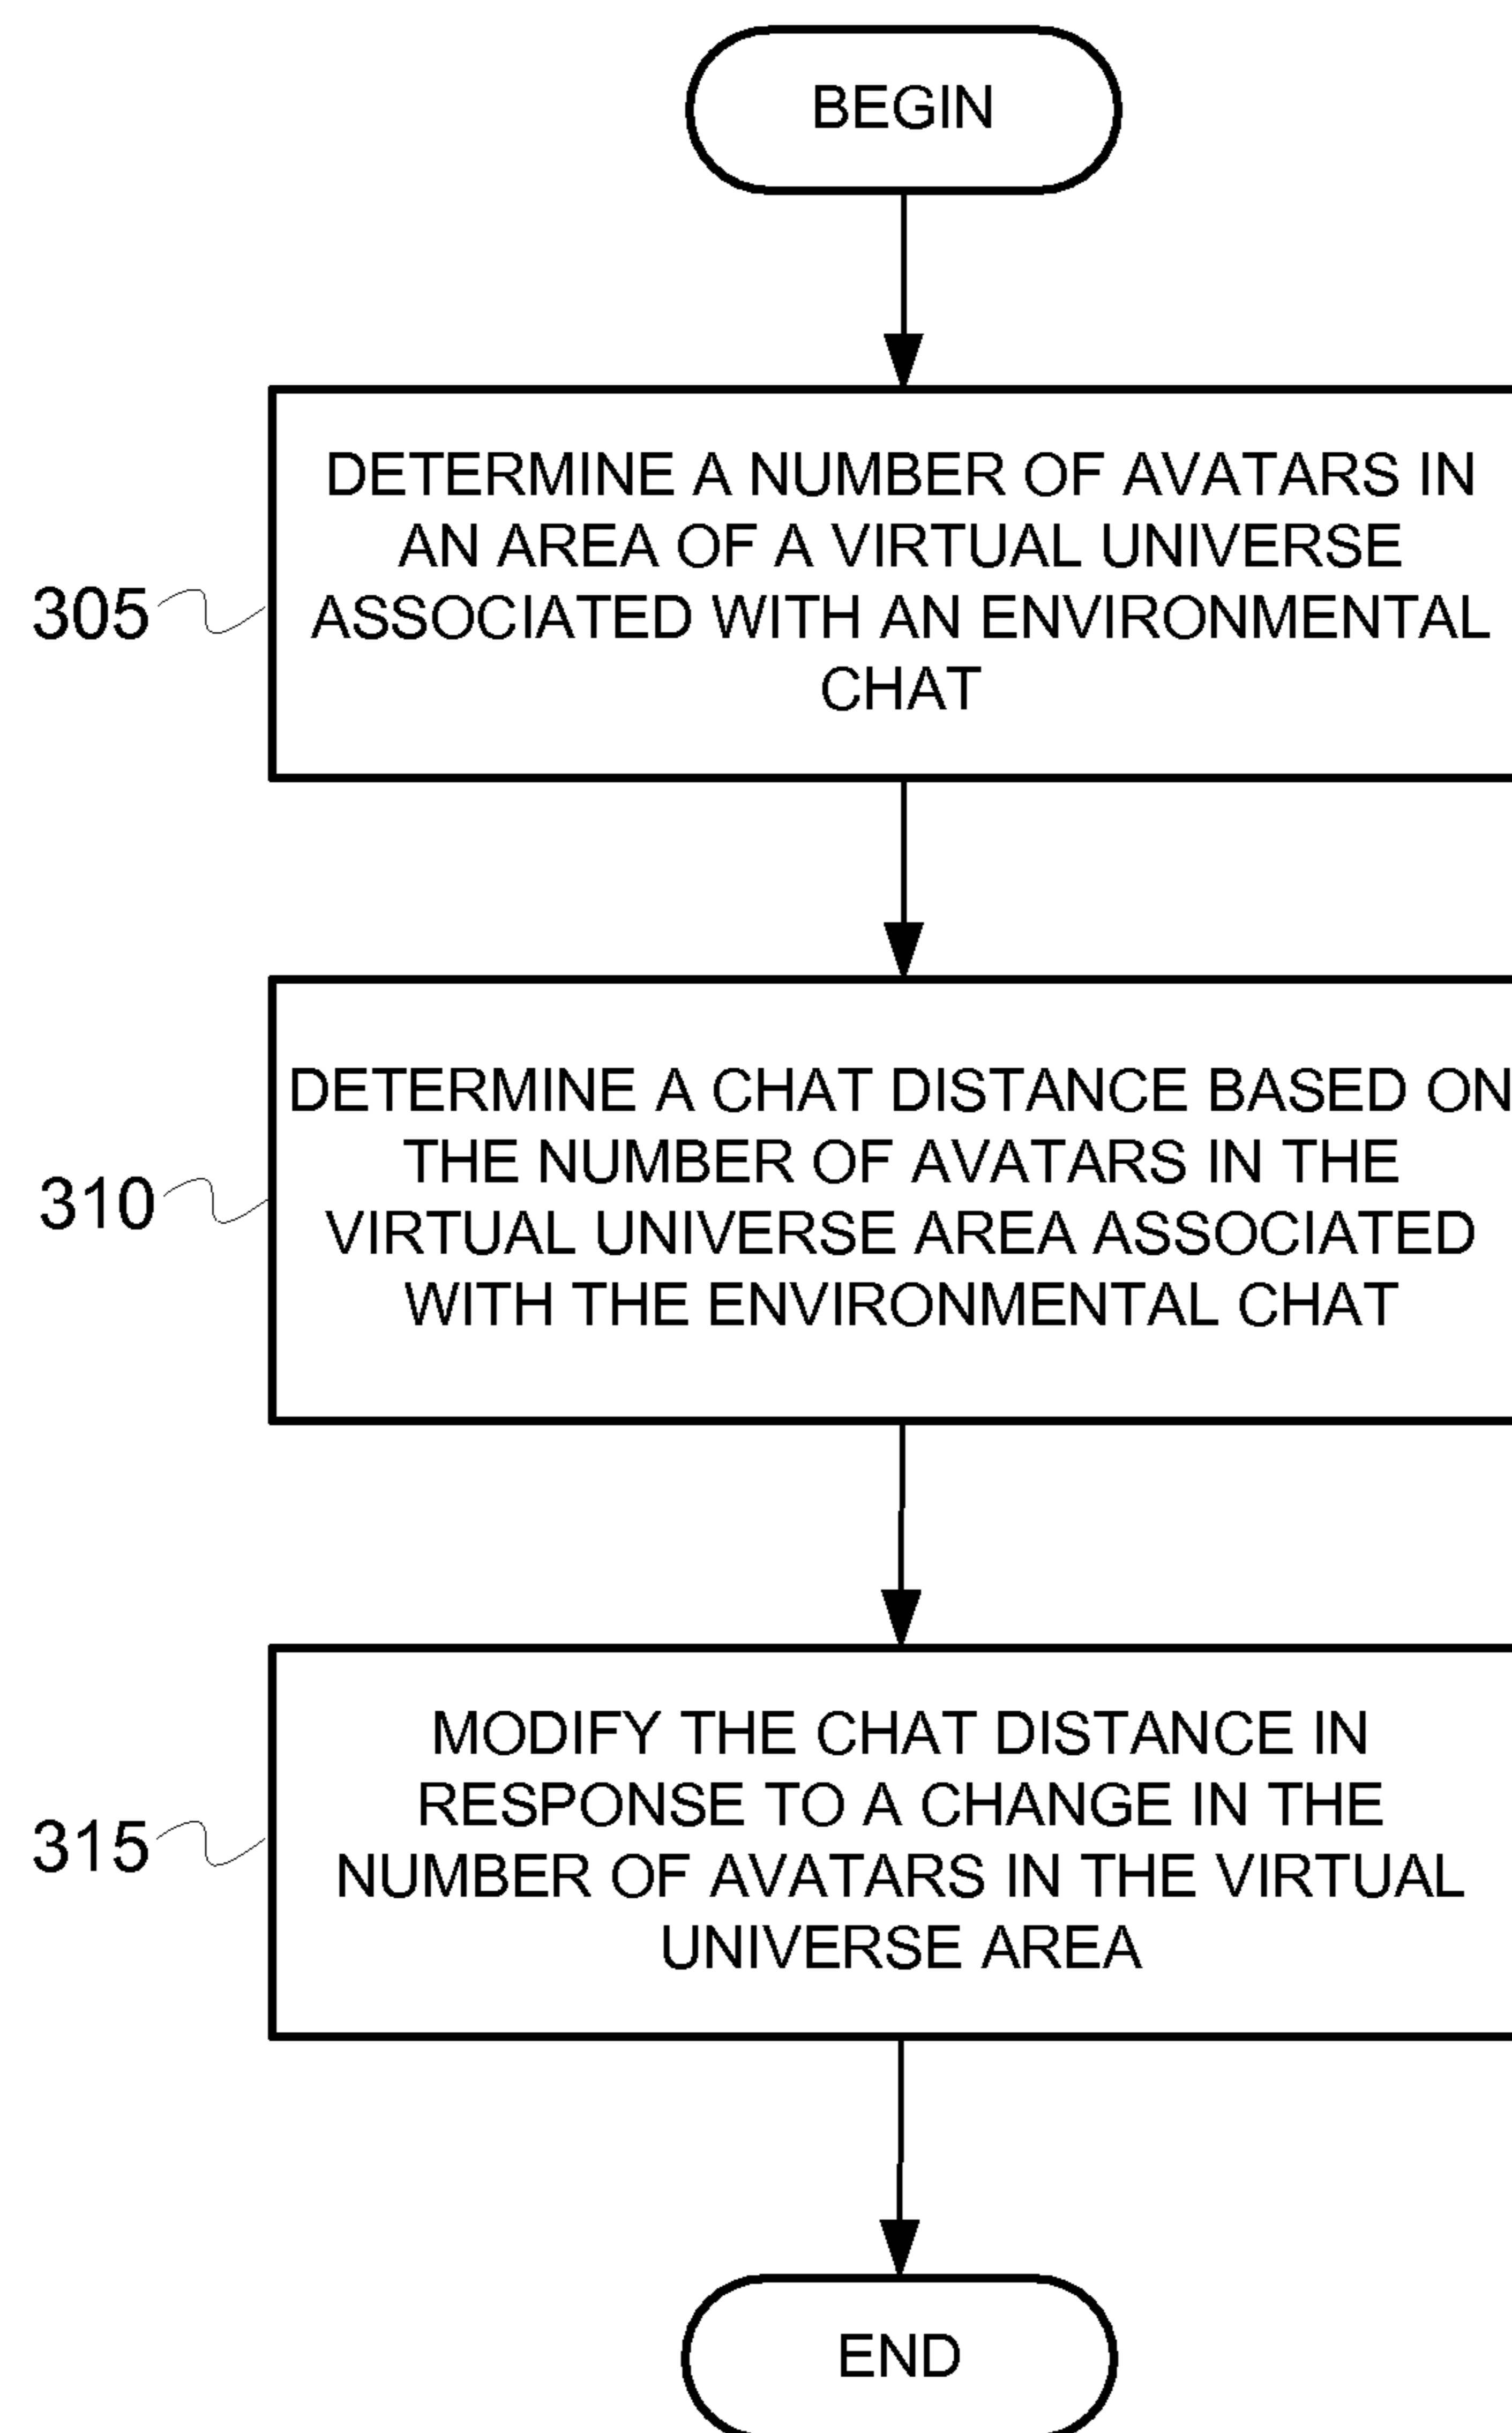 BEGIN
DETERMINE A NUMBER OF AVATARS IN
AN AREA OF A VIRTUAL UNIVERSE
ASSOCIATED WITH AN ENVIRONMENTAL
CHAT
305
DETERMINE A CHAT DISTANCE BASED ON
THE NUMBER OF AVATARS IN THE
VIRTUAL UNIVERSE AREA ASSOCIATED
WITH THE ENVIRONMENTAL CHAT
310
MODIFY THE CHAT DISTANCE IN
RESPONSE TO A CHANGE IN THE
NUMBER OF AVATARS IN THE VIRTUAL
UNIVERSE AREA
315
END